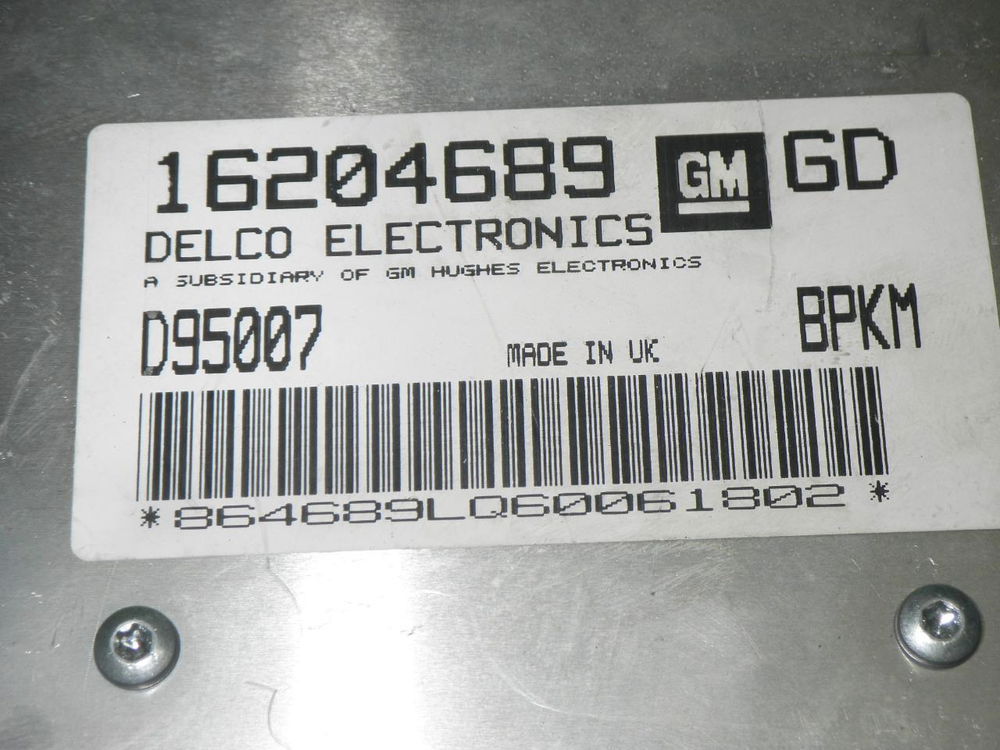 16204689 GM GD
DELCO ELECTRONICS
A SUBSIDIARY OF GM HUGHES ELECTRONICS
D95007 MADE IN UK BPKM
*864689LQ60061802*